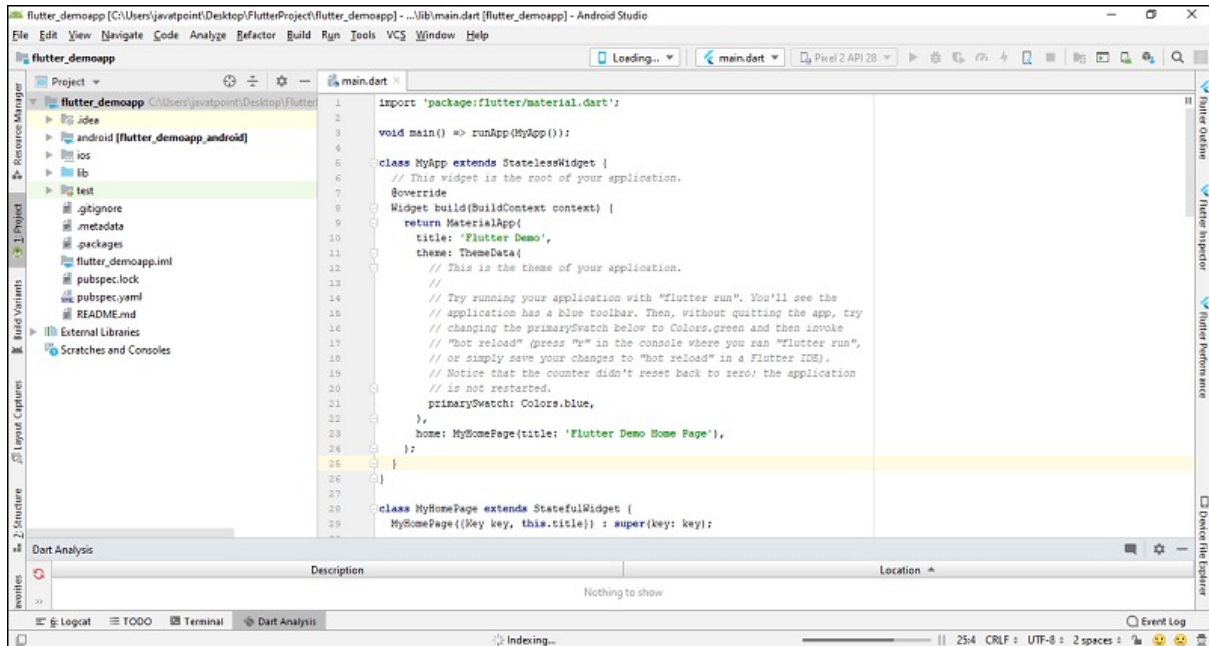 flutter_demoapp [C:\Users\javatpoint\Desktop\FlutterProject\flutter_demoapp] - ...\lib\main.dart [flutter_demoapp] - Android Studio
File Edit View Navigate Code Analyze Refactor Build Run Tools VCS Window Help
flutter_demoapp
Loading... main.dart Pixel 2 API 28
Project
main.dart
flutter_demoapp C:\Users\javatpoint\Desktop\Flutter
.idea
android [flutter_demoapp_android]
ios
lib
test
.gitignore
.metadata
.packages
flutter_demoapp.iml
pubspec.lock
pubspec.yaml
README.md
External Libraries
Scratches and Consoles
Resource Manager
1: Project
Build Variants
Layout Captures
2: Structure
avorites
1 import 'package:flutter/material.dart';
2
3 void main() => runApp(MyApp());
4
5 class MyApp extends StatelessWidget {
6 // This widget is the root of your application.
7 @override
8 Widget build(BuildContext context) {
9 return MaterialApp(
10 title: 'Flutter Demo',
11 theme: ThemeData(
12 // This is the theme of your application.
13 //
14 // Try running your application with "flutter run". You'll see the
15 // application has a blue toolbar. Then, without quitting the app, try
16 // changing the primarySwatch below to Colors.green and then invoke
17 // "hot reload" (press "r" in the console where you ran "flutter run",
18 // or simply save your changes to "hot reload" in a Flutter IDE).
19 // Notice that the counter didn't reset back to zero; the application
20 // is not restarted.
21 primarySwatch: Colors.blue,
22 ),
23 home: MyHomePage(title: 'Flutter Demo Home Page'),
24 );
25 }
26 }
27
28 class MyHomePage extends StatefulWidget {
29 MyHomePage({Key key, this.title}) : super(key: key);
Flutter Outline
Flutter Inspector
Flutter Performance
Device File Explorer
Dart Analysis
Description Location
Nothing to show
6: Logcat TODO Terminal Dart Analysis Event Log
Indexing... 25:4 CRLF UTF-8 2 spaces